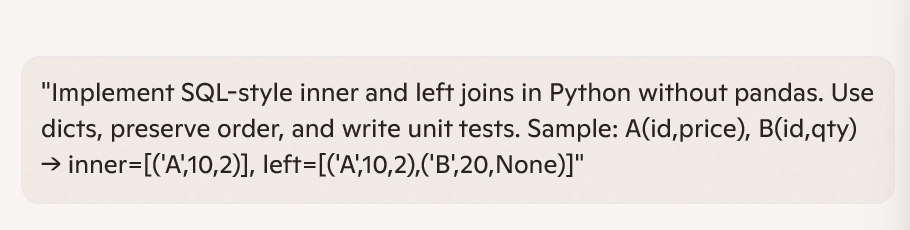 "Implement SQL-style inner and left joins in Python without pandas. Use
dicts, preserve order, and write unit tests. Sample: A(id,price), B(id,qty)
→ inner=[('A',10,2)], left=[('A',10,2),('B',20,None)]"